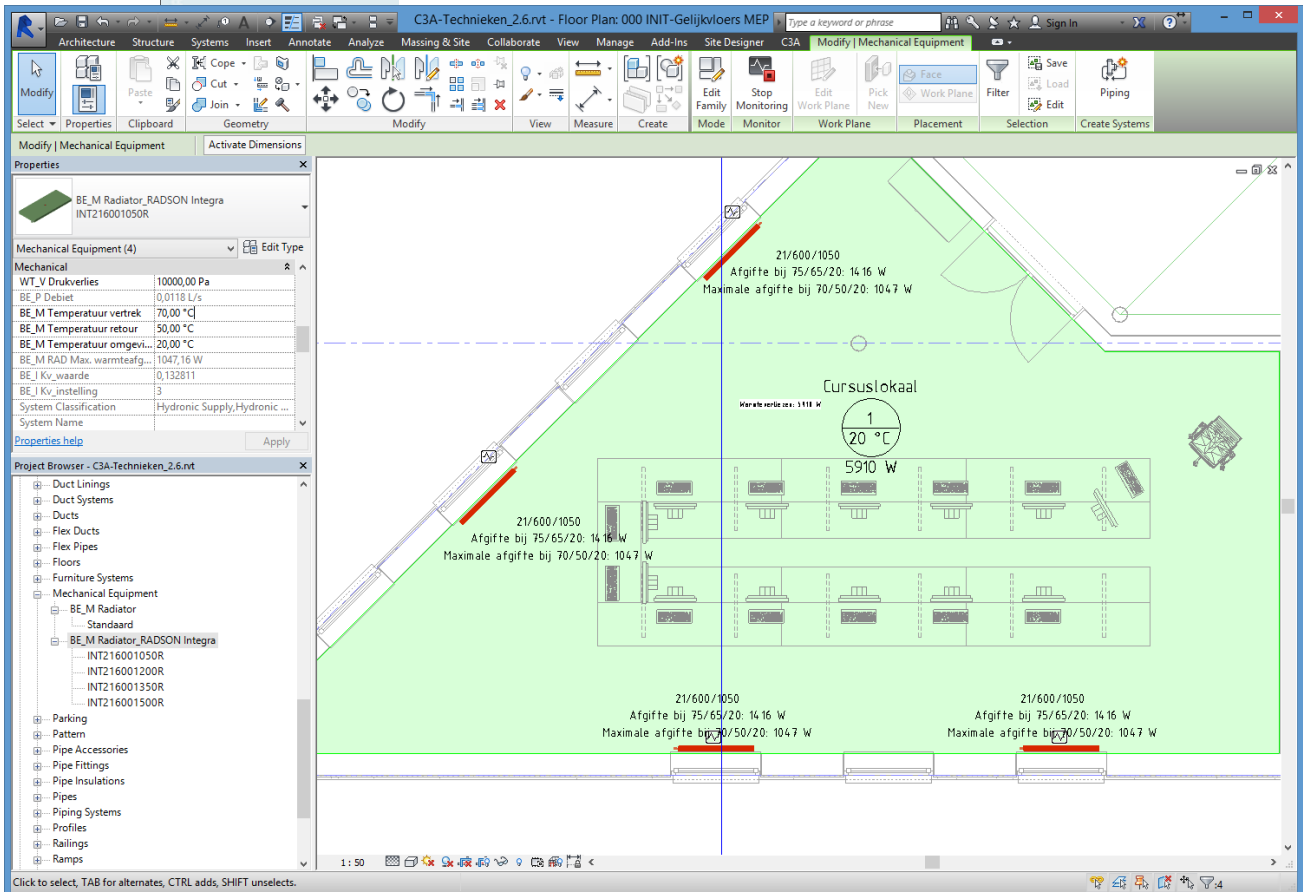 C3A-Technieken_2.6.rvt - Floor Plan: 000 INIT-Gelijkvloers MEP
Type a keyword or phrase
Sign In
Architecture Structure Systems Insert Annotate Analyze Massing & Site Collaborate View Manage Add-Ins Site Designer C3A Modify | Mechanical Equipment
Modify
Paste
Cope
Cut
Join
Edit Family
Stop Monitoring
Edit Work Plane
Pick New
Face
Work Plane
Filter
Save
Load
Edit
Piping
Select Properties Clipboard Geometry Modify View Measure Create Mode Monitor Work Plane Placement Selection Create Systems
Modify | Mechanical Equipment Activate Dimensions
Properties
BE_M Radiator_RADSON Integra
INT216001050R
Mechanical Equipment (4) Edit Type
Mechanical
WT_V Drukverlies 10000,00 Pa
BE_P Debiet 0,0118 L/s
BE_M Temperatuur vertrek 70,00 °C
BE_M Temperatuur retour 50,00 °C
BE_M Temperatuur omgevi... 20,00 °C
BE_M RAD Max. warmteafg... 1047,16 W
BE_I Kv_waarde 0,132811
BE_I Kv_instelling 3
System Classification Hydronic Supply,Hydronic ...
System Name
Properties help Apply
Project Browser - C3A-Technieken_2.6.rvt
Duct Linings
Duct Systems
Ducts
Flex Ducts
Flex Pipes
Floors
Furniture Systems
Mechanical Equipment
BE_M Radiator
Standaard
BE_M Radiator_RADSON Integra
INT216001050R
INT216001200R
INT216001350R
INT216001500R
Parking
Pattern
Pipe Accessories
Pipe Fittings
Pipe Insulations
Pipes
Piping Systems
Profiles
Railings
Ramps
21/600/1050
Afgifte bij 75/65/20: 1416 W
Maximale afgifte bij 70/50/20: 1047 W
Cursuslokaal
1
20 °C
5910 W
21/600/1050
Afgifte bij 75/65/20: 1416 W
Maximale afgifte bij 70/50/20: 1047 W
21/600/1050
Afgifte bij 75/65/20: 1416 W
Maximale afgifte bij 70/50/20: 1047 W
21/600/1050
Afgifte bij 75/65/20: 1416 W
Maximale afgifte bij 70/50/20: 1047 W
1 : 50
Click to select, TAB for alternates, CTRL adds, SHIFT unselects.
:4